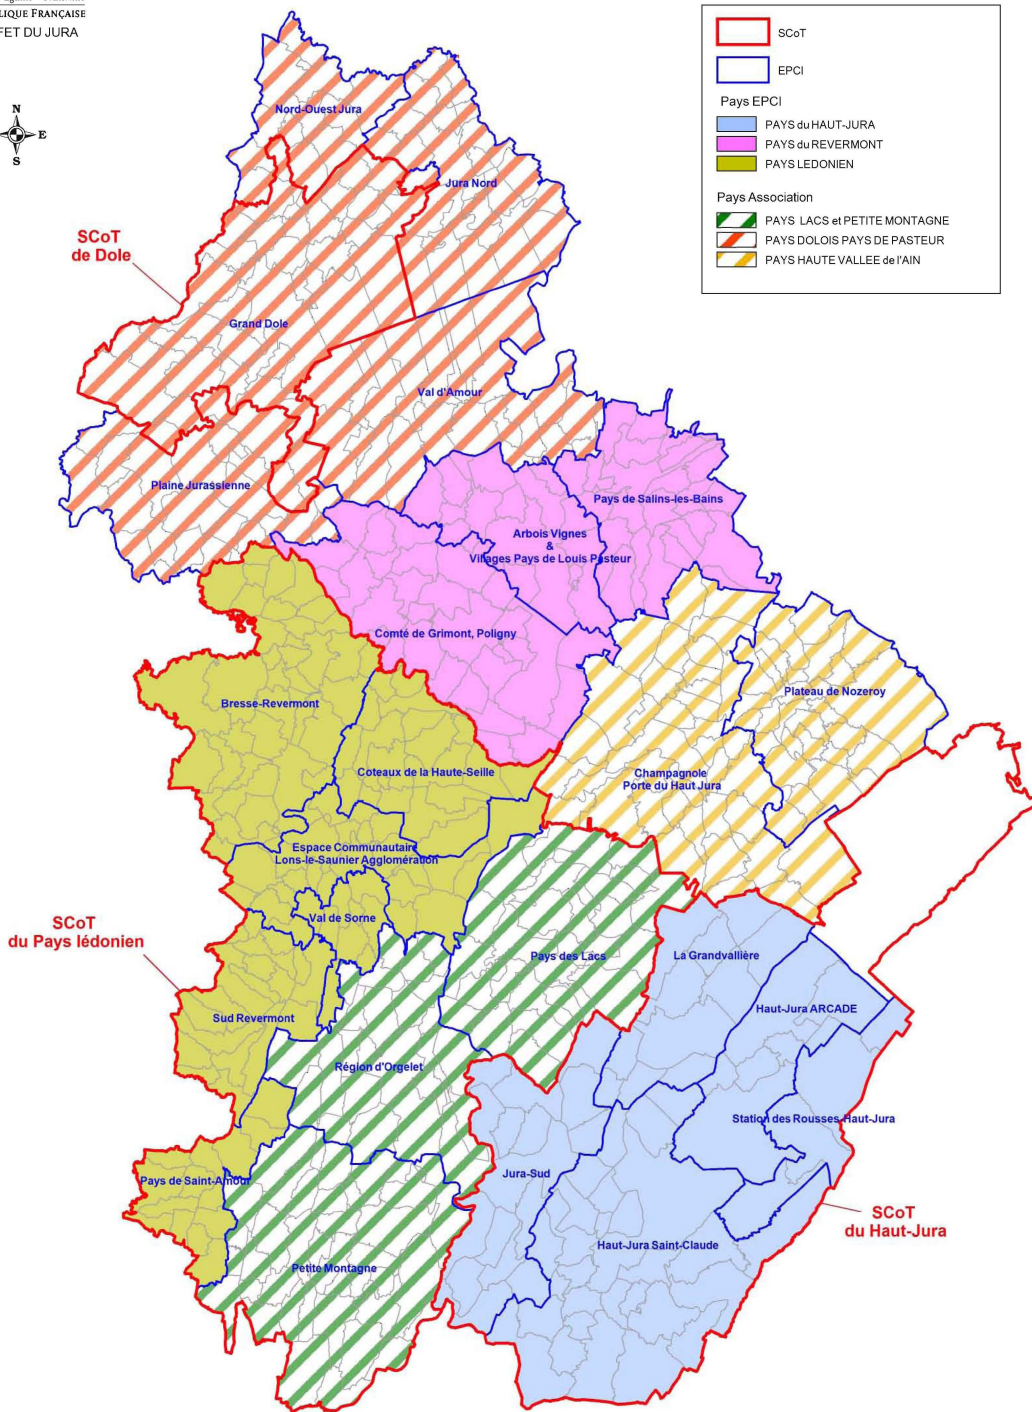 LIQUE FRANÇAISE
FET DU JURA
N
E
S
SCoT
EPCI
Pays EPCI
PAYS du HAUT-JURA
PAYS du REVERMONT
PAYS LEDONIEN
Pays Association
PAYS LACS et PETITE MONTAGNE
PAYS DOLOIS PAYS DE PASTEUR
PAYS HAUTE VALLEE de l'AIN
Nord-Ouest Jura
Jura Nord
SCoT
de Dole
Grand Dole
Val d'Amour
Plaine Jurassienne
Pays de Salins-les-Bains
Arbois Vignes
&
Villages Pays de Louis Pasteur
Comté de Grimont, Poligny
Bresse-Revermont
Plateau de Nozeroy
Coteaux de la Haute-Seille
Champagnole
Porte du Haut Jura
Espace Communautaire
Lons-le-Saunier Agglomération
Val de Sorne
SCoT
du Pays lédonien
Pays des Lacs
La Grandvallière
Haut-Jura ARCADE
Sud Revermont
Région d'Orgelet
Station des Rousses-Haut-Jura
Pays de Saint-Amour
Jura-Sud
SCoT
du Haut-Jura
Haut-Jura Saint-Claude
Petite Montagne